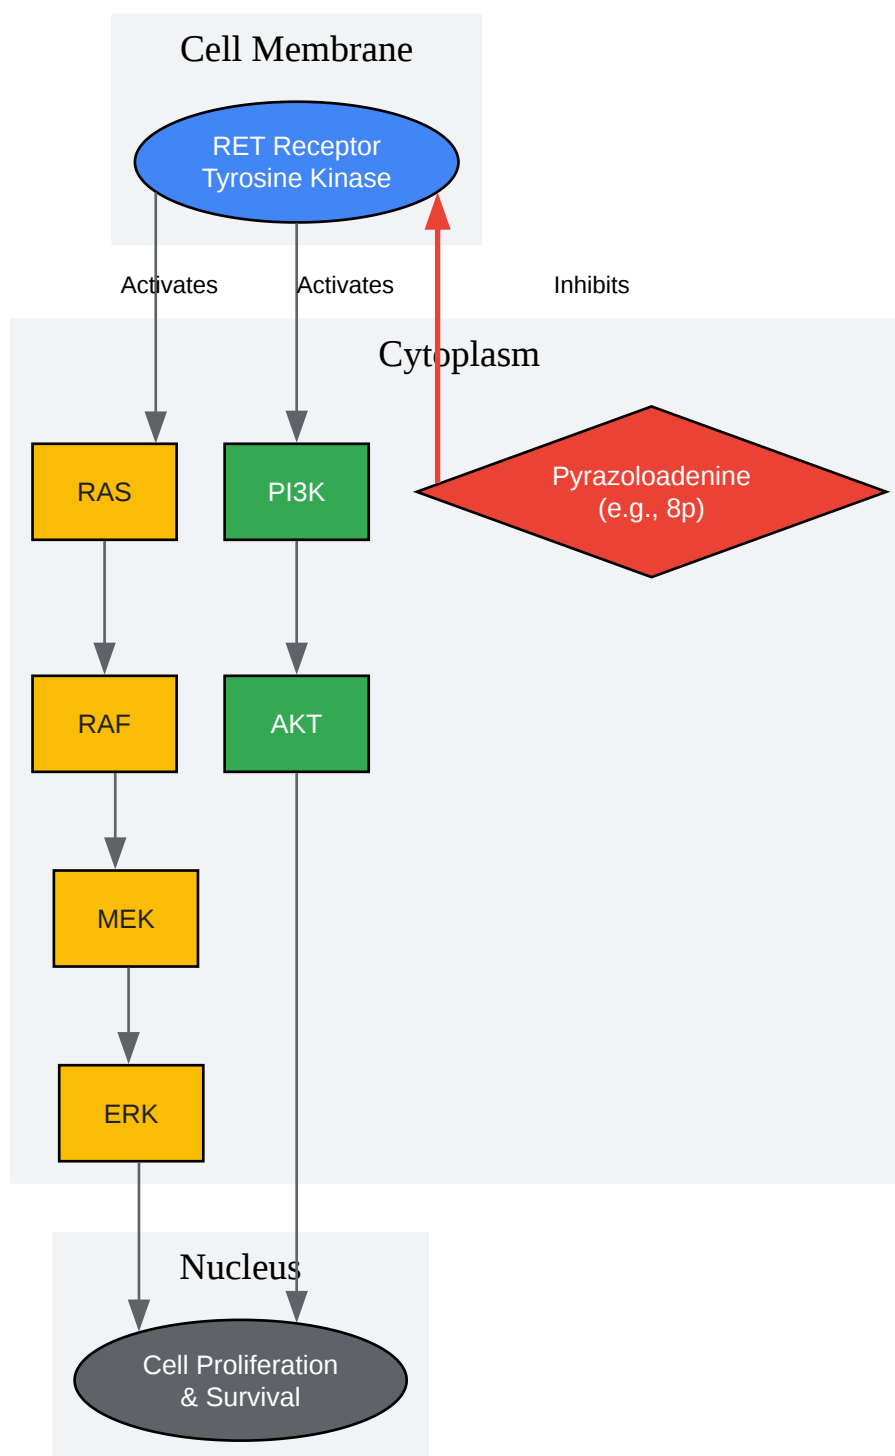 Cell Membrane
RET Receptor
Tyrosine Kinase
Activates
Activates
Inhibits
Cytoplasm
RAS
PI3K
Pyrazoloadenine
(e.g., 8p)
RAF
AKT
MEK
ERK
Nucleus
Cell Proliferation
& Survival